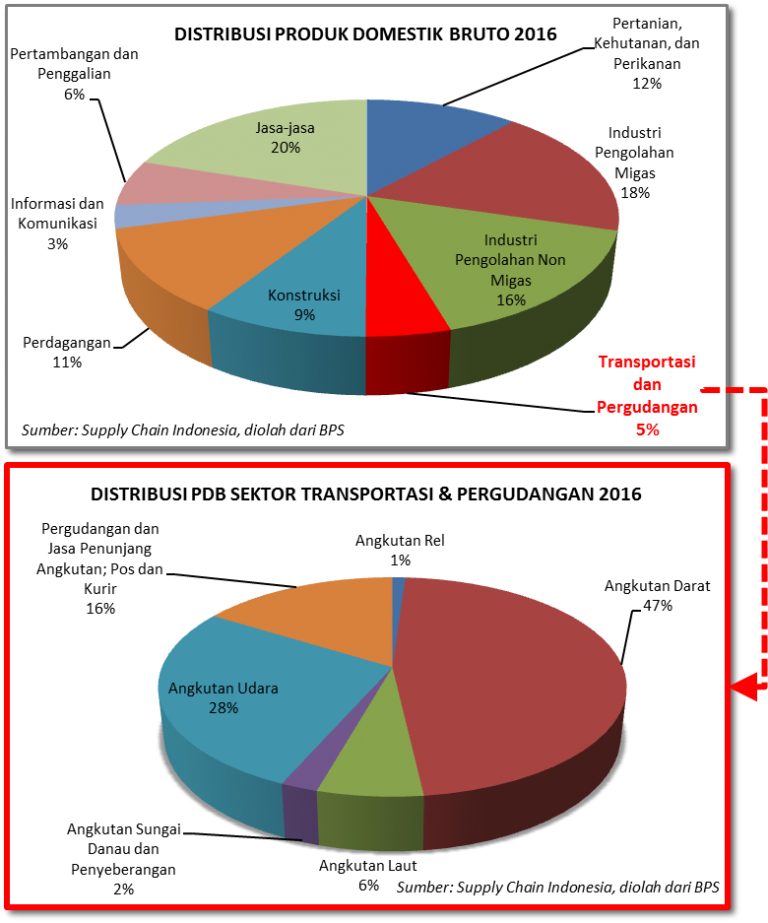 DISTRIBUSI PRODUK DOMESTIK BRUTO 2016
Pertanian,
Kehutanan, dan
Perikanan
12%
Industri
Pengolahan
Migas
18%
Industri
Pengolahan Non
Migas
16%
Transportasi
dan
Pergudangan
5%
Konstruksi
9%
Perdagangan
11%
Informasi dan
Komunikasi
3%
Pertambangan dan
Penggalian
6%
Jasa-jasa
20%
Sumber: Supply Chain Indonesia, diolah dari BPS
DISTRIBUSI PDB SEKTOR TRANSPORTASI & PERGUDANGAN 2016
Angkutan Rel
1%
Angkutan Darat
47%
Angkutan Laut
6%
Angkutan Sungai
Danau dan
Penyeberangan
2%
Angkutan Udara
28%
Pergudangan dan
Jasa Penunjang
Angkutan; Pos dan
Kurir
16%
Sumber: Supply Chain Indonesia, diolah dari BPS